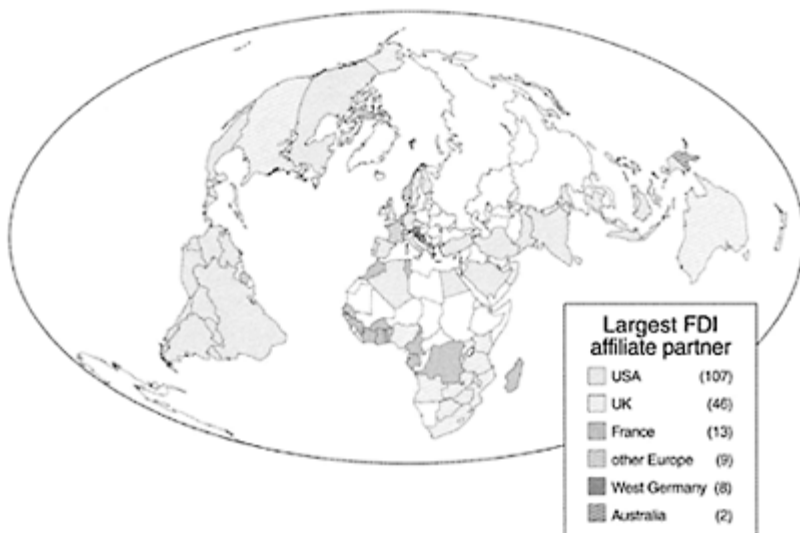 Largest FDI
affiliate partner
USA (107)
UK (46)
France (13)
other Europe (9)
West Germany (8)
Australia (2)